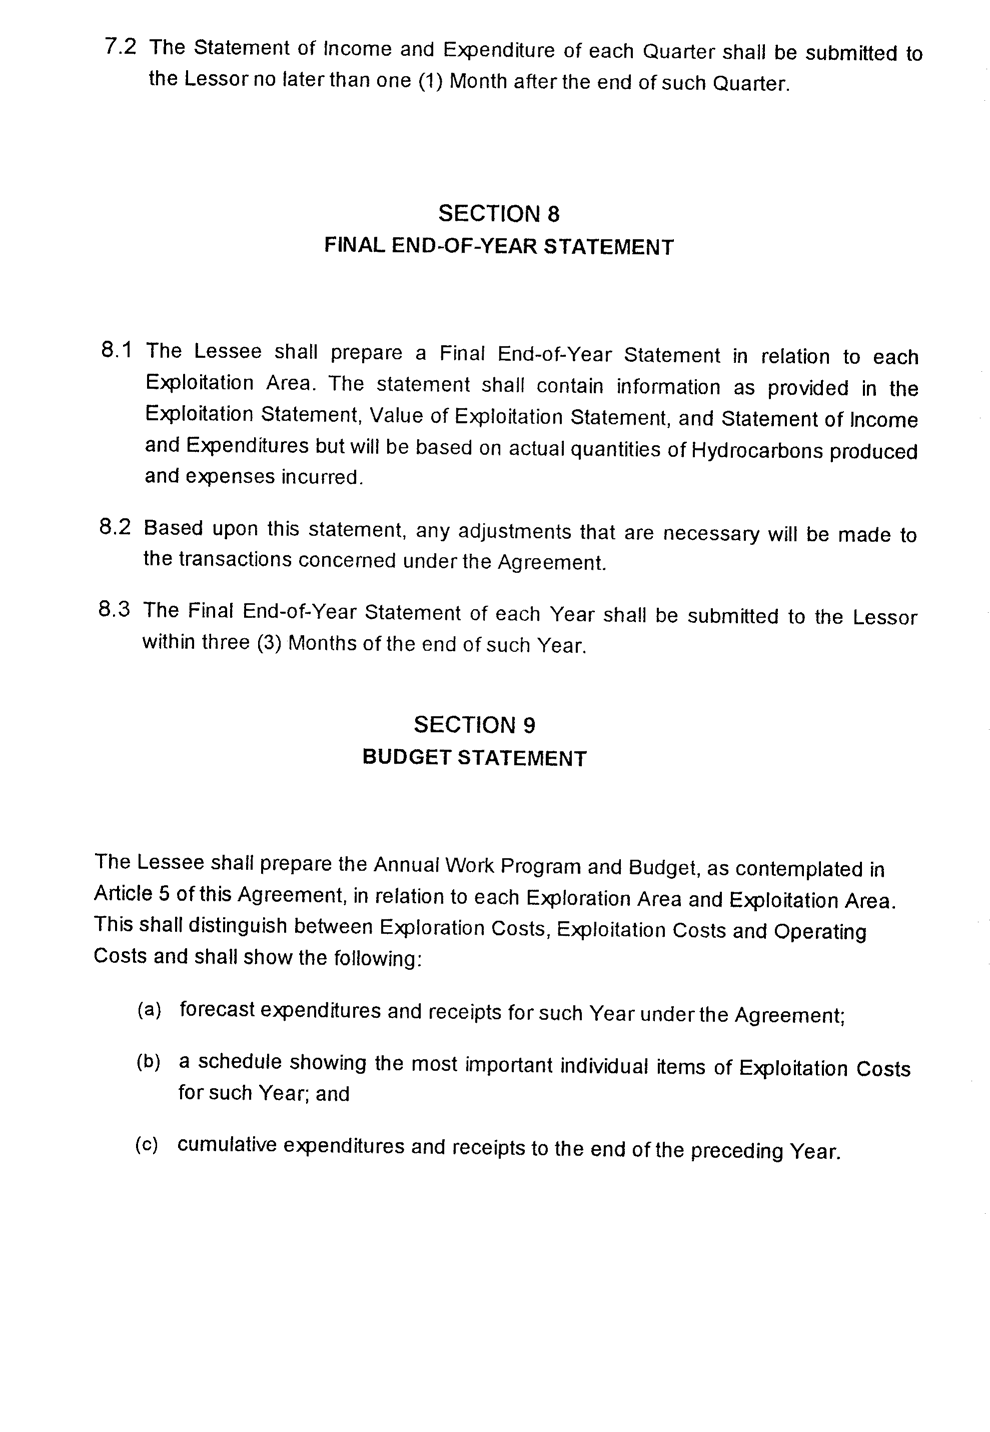 7.2 The Statement of Income and Expenditure of each Quarter shall be submitted to
the Lessor no later than one (1) Month after the end of such Quarter.
SECTION 8
FINAL END-OF-YEAR STATEMENT
8.1 The Lessee shall prepare a Final End-of-Year Statement in relation to each
Exploitation Area. The statement shall contain information as provided in the
Exploitation Statement, Value of Exploitation Statement, and Statement of Income
and Expenditures but will be based on actual quantities of Hydrocarbons produced
and expenses incurred.
8.2 Based upon this statement, any adjustments that are necessary will be made to
the transactions concerned under the Agreement.
8.3 The Final End-of-Year Statement of each Year shall be submitted to the Lessor
within three (3) Months of the end of such Year.
SECTION 9
BUDGET STATEMENT
The Lessee shall prepare the Annual Work Program and Budget, as contemplated in
Article 5 of this Agreement, in relation to each Exploration Area and Exploitation Area.
This shall distinguish between Exploration Costs, Exploitation Costs and Operating
Costs and shall show the following:
(a) forecast expenditures and receipts for such Year under the Agreement;
(b) a schedule showing the most important individual items of Exploitation Costs
for such Year; and
(c) cumulative expenditures and receipts to the end of the preceding Year.